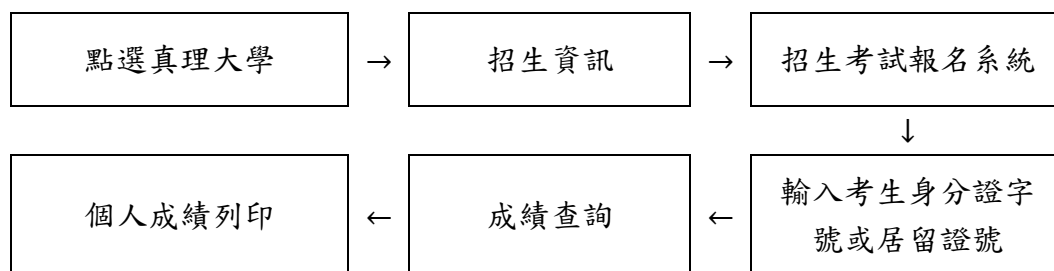 點選真理大學 → 招生資訊 → 招生考試報名系統
↓
個人成績列印 ← 成績查詢 ← 輸入考生身分證字
號或居留證號